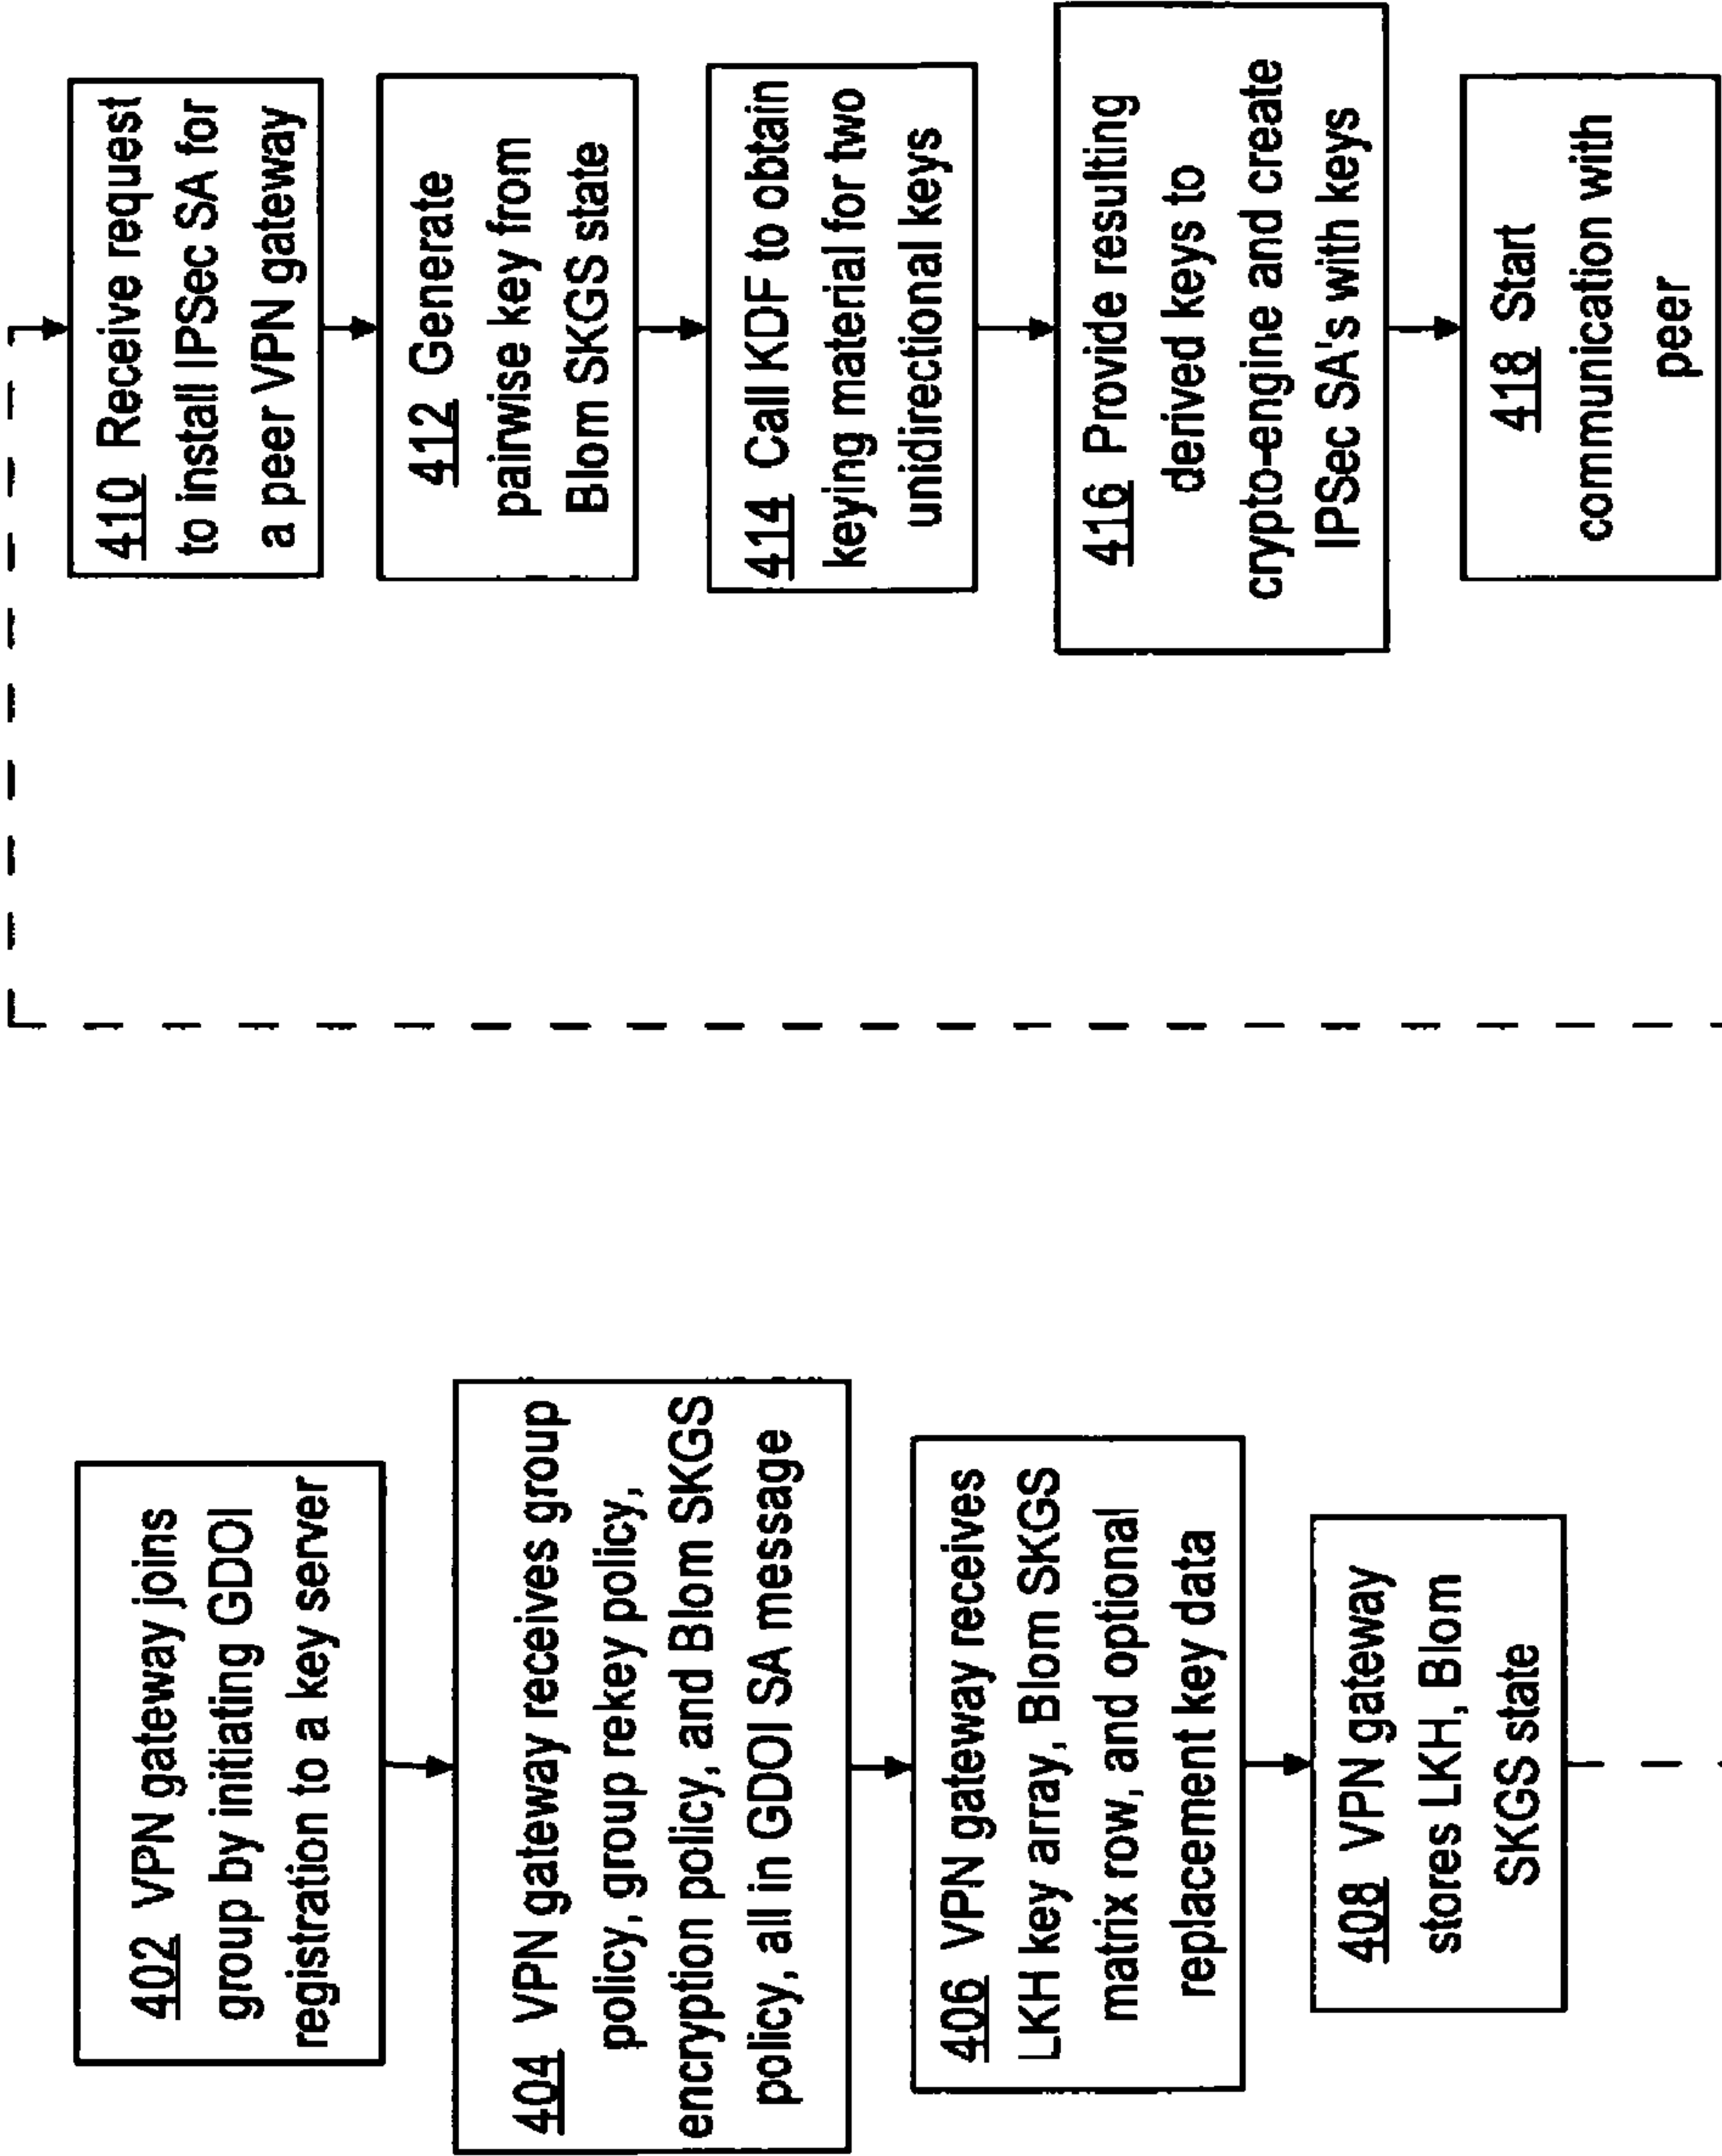 402 VPN gateway joins
group by initiating GDOI
registration to a key server
404 VPN gateway receives group
policy, group rekey policy,
encryption policy, and Blom SKGS
policy, all in GDOI SA message
406 VPN gateway receives
LKH key array, Blom SKGS
matrix row, and optional
replacement key data
408 VPN gateway
stores LKH, Blom
SKGS state
410 Receive request
to install IPSec SA for
a peer VPN gateway
412 Generate
pairwise key from
Blom SKGS state
414 Call KDF to obtain
keying material for two
unidirectional keys
416 Provide resulting
derived keys to
crypto-engine and create
IPSec SA's with keys
418 Start
communication with
peer